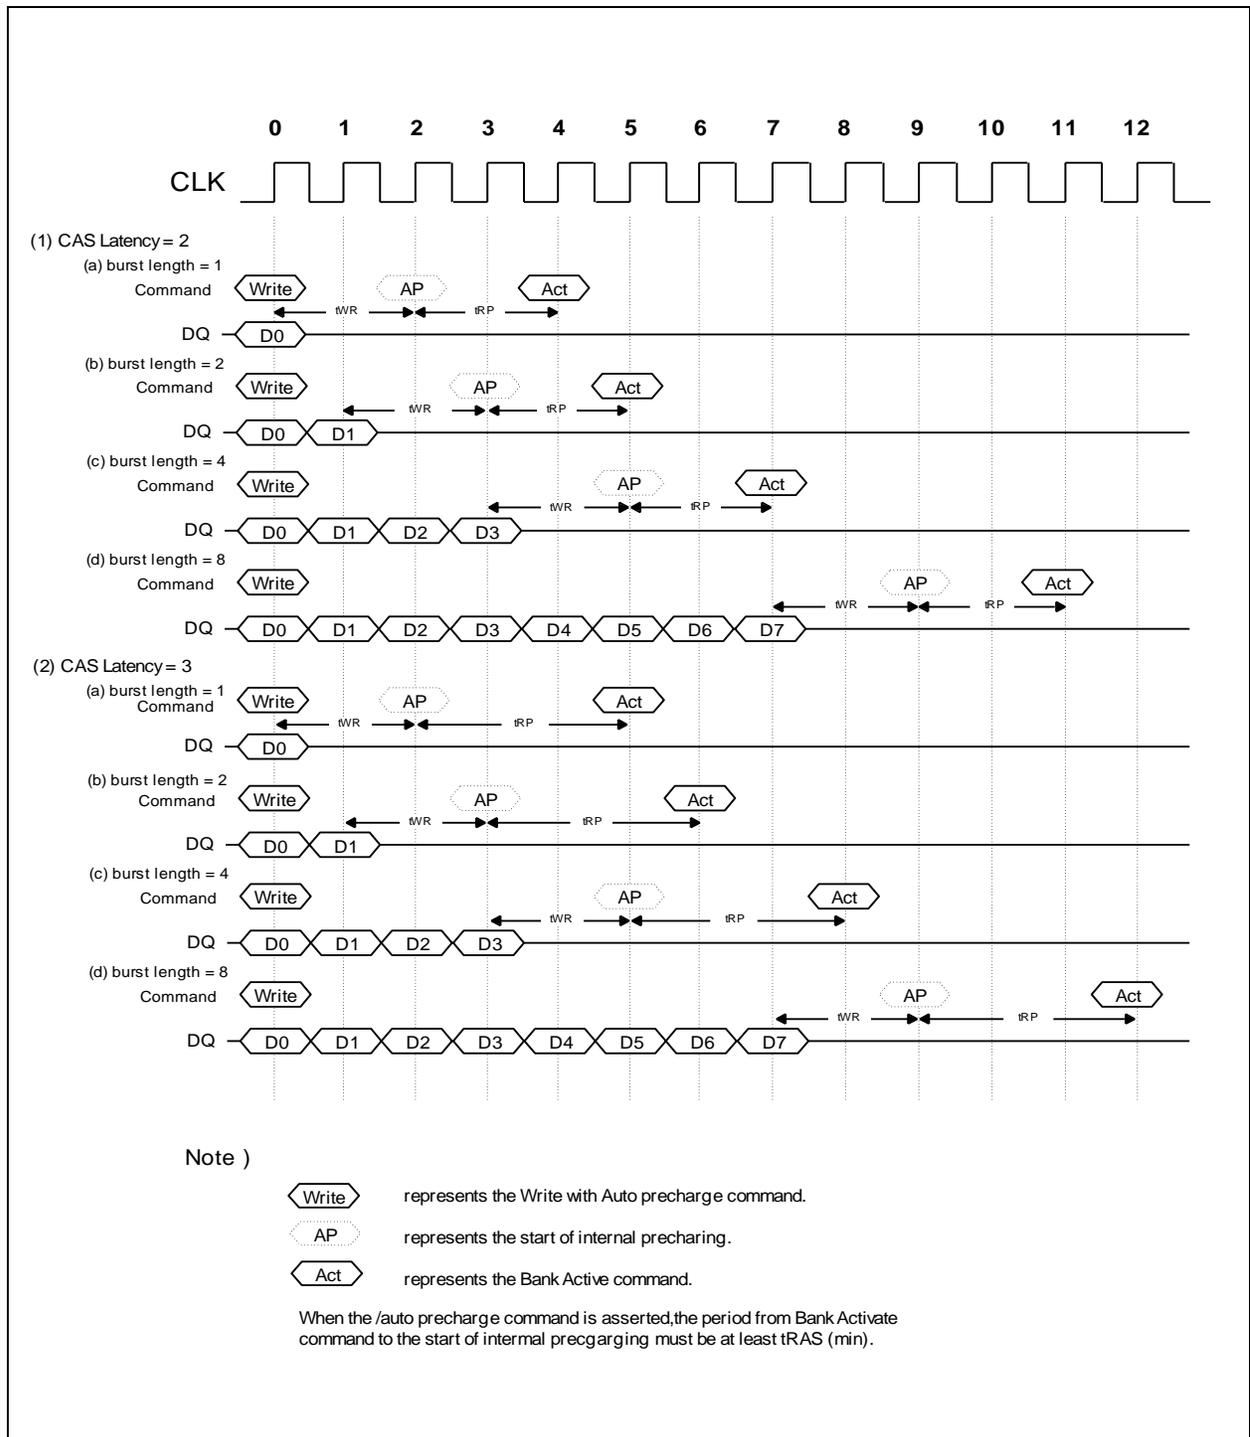 0 1 2 3 4 5 6 7 8 9 10 11 12
CLK
(1) CAS Latency = 2
(a) burst length = 1
Command Write AP Act
tWR tRP
DQ D0
(b) burst length = 2
Command Write AP Act
tWR tRP
DQ D0 D1
(c) burst length = 4
Command Write AP Act
tWR tRP
DQ D0 D1 D2 D3
(d) burst length = 8
Command Write AP Act
tWR tRP
DQ D0 D1 D2 D3 D4 D5 D6 D7
(2) CAS Latency = 3
(a) burst length = 1
Command Write AP Act
tWR tRP
DQ D0
(b) burst length = 2
Command Write AP Act
tWR tRP
DQ D0 D1
(c) burst length = 4
Command Write AP Act
tWR tRP
DQ D0 D1 D2 D3
(d) burst length = 8
Command Write AP Act
tWR tRP
DQ D0 D1 D2 D3 D4 D5 D6 D7
Note )
Write represents the Write with Auto precharge command.
AP represents the start of internal precharing.
Act represents the Bank Active command.
When the /auto precharge command is asserted,the period from Bank Activate
command to the start of intermal precgarging must be at least tRAS (min).